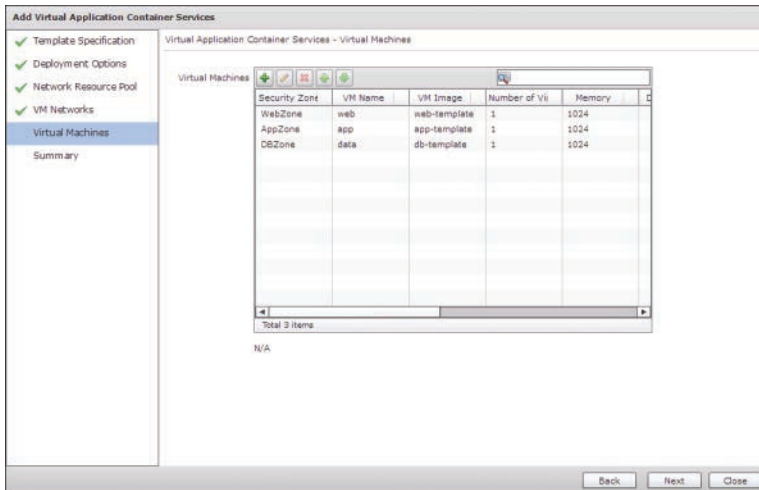 Add Virtual Application Container Services
Template Specification
Deployment Options
Network Resource Pool
VM Networks
Virtual Machines
Summary
Virtual Application Container Services - Virtual Machines
Virtual Machines
Security Zone VM Name VM Image Number of Vi Memory
WebZone web web-template 1 1024
AppZone app app-template 1 1024
DBZone data db-template 1 1024
Total 3 items
N/A
Back Next Close